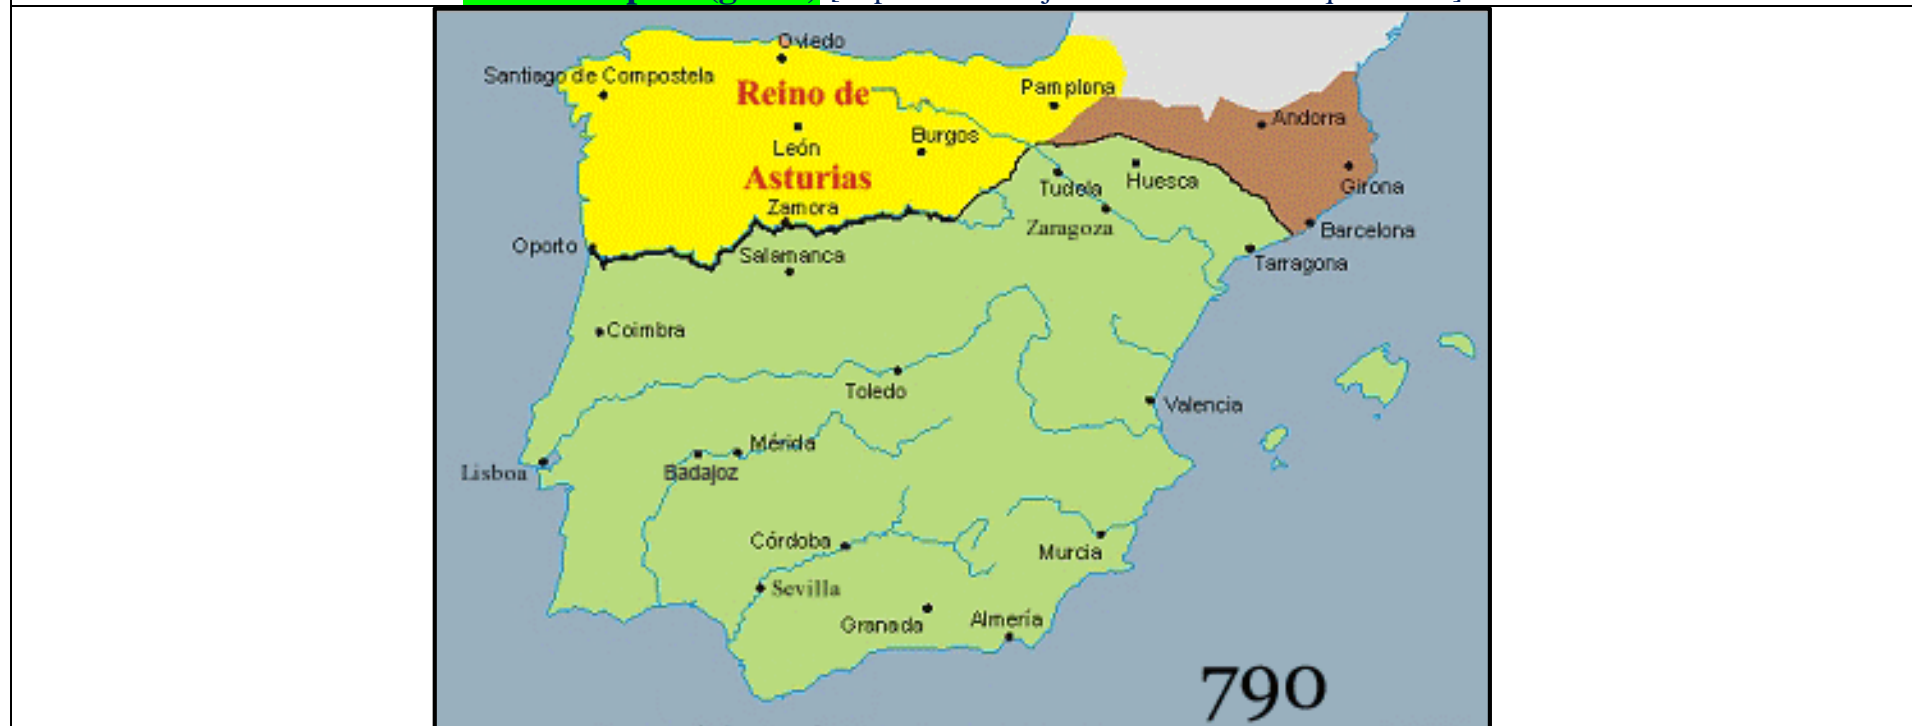 Oviedo
Santiago de Compostela
Pamplona
Reino de
Andorra
Burgos
León
Asturias
Huesca
Tudela
Girona
Zamora
Zaragoza
Barcelona
Oporto
Salamanca
Tarragona
Coimbra
Toledo
Valencia
Mérida
Lisboa
Badajoz
Córdoba
Murcia
Sevilla
Granada
Almería
790